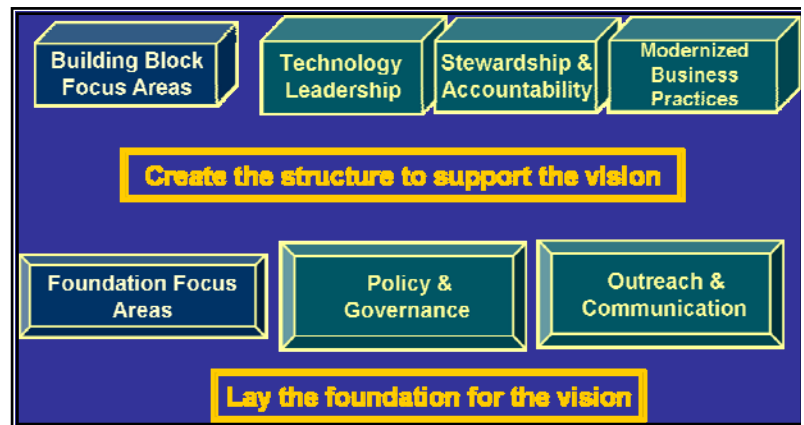 Building Block
Focus Areas
Technology
Leadership
Stewardship &
Accountability
Modernized
Business
Practices
Create the structure to support the vision
Foundation Focus
Areas
Policy &
Governance
Outreach &
Communication
Lay the foundation for the vision